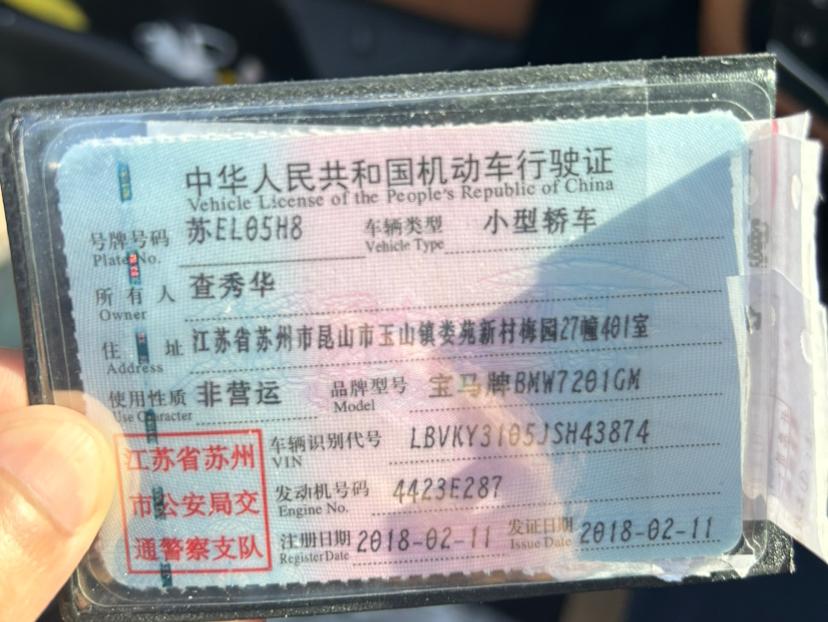 中华人民共和国机动车行驶证
Vehicle License of the People's Republic of China
号牌号码 苏EL05H8 车辆类型 小型轿车
Plate No. Vehicle Type
所有人 查秀华
Owner
住址 江苏省苏州市昆山市玉山镇娄苑新村梅园27幢401室
Address
使用性质 非营运 品牌型号 宝马牌BMW7201GM
Use Character Model
车辆识别代号 LBVKY3105JSH43874
VIN
发动机号码 4423E287
Engine No.
注册日期 2018-02-11 发证日期 2018-02-11
Register Date Issue Date
江苏省苏州
市公安局交
通警察支队